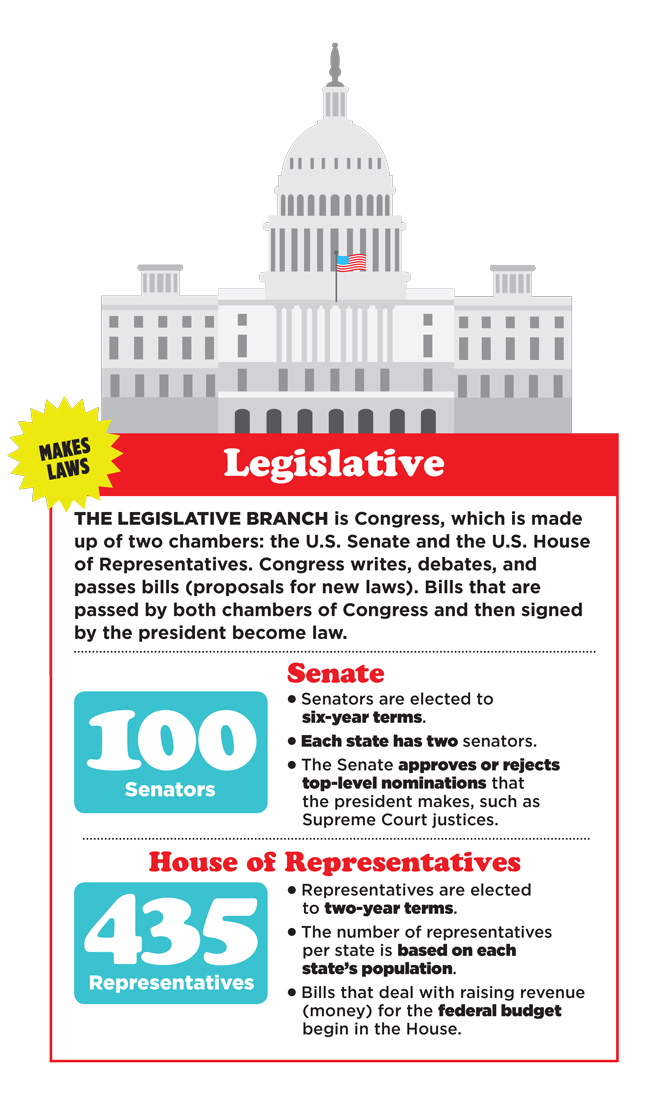 MAKES
LAWS
Legislative
THE LEGISLATIVE BRANCH is Congress, which is made
up of two chambers: the U.S. Senate and the U.S. House
of Representatives. Congress writes, debates, and
passes bills (proposals for new laws). Bills that are
passed by both chambers of Congress and then signed
by the president become law.
Senate
100
Senators
• Senators are elected to
six-year terms.
• Each state has two senators.
• The Senate approves or rejects
top-level nominations that
the president makes, such as
Supreme Court justices.
House of Representatives
435
Representatives
• Representatives are elected
to two-year terms.
• The number of representatives
per state is based on each
state’s population.
• Bills that deal with raising revenue
(money) for the federal budget
begin in the House.